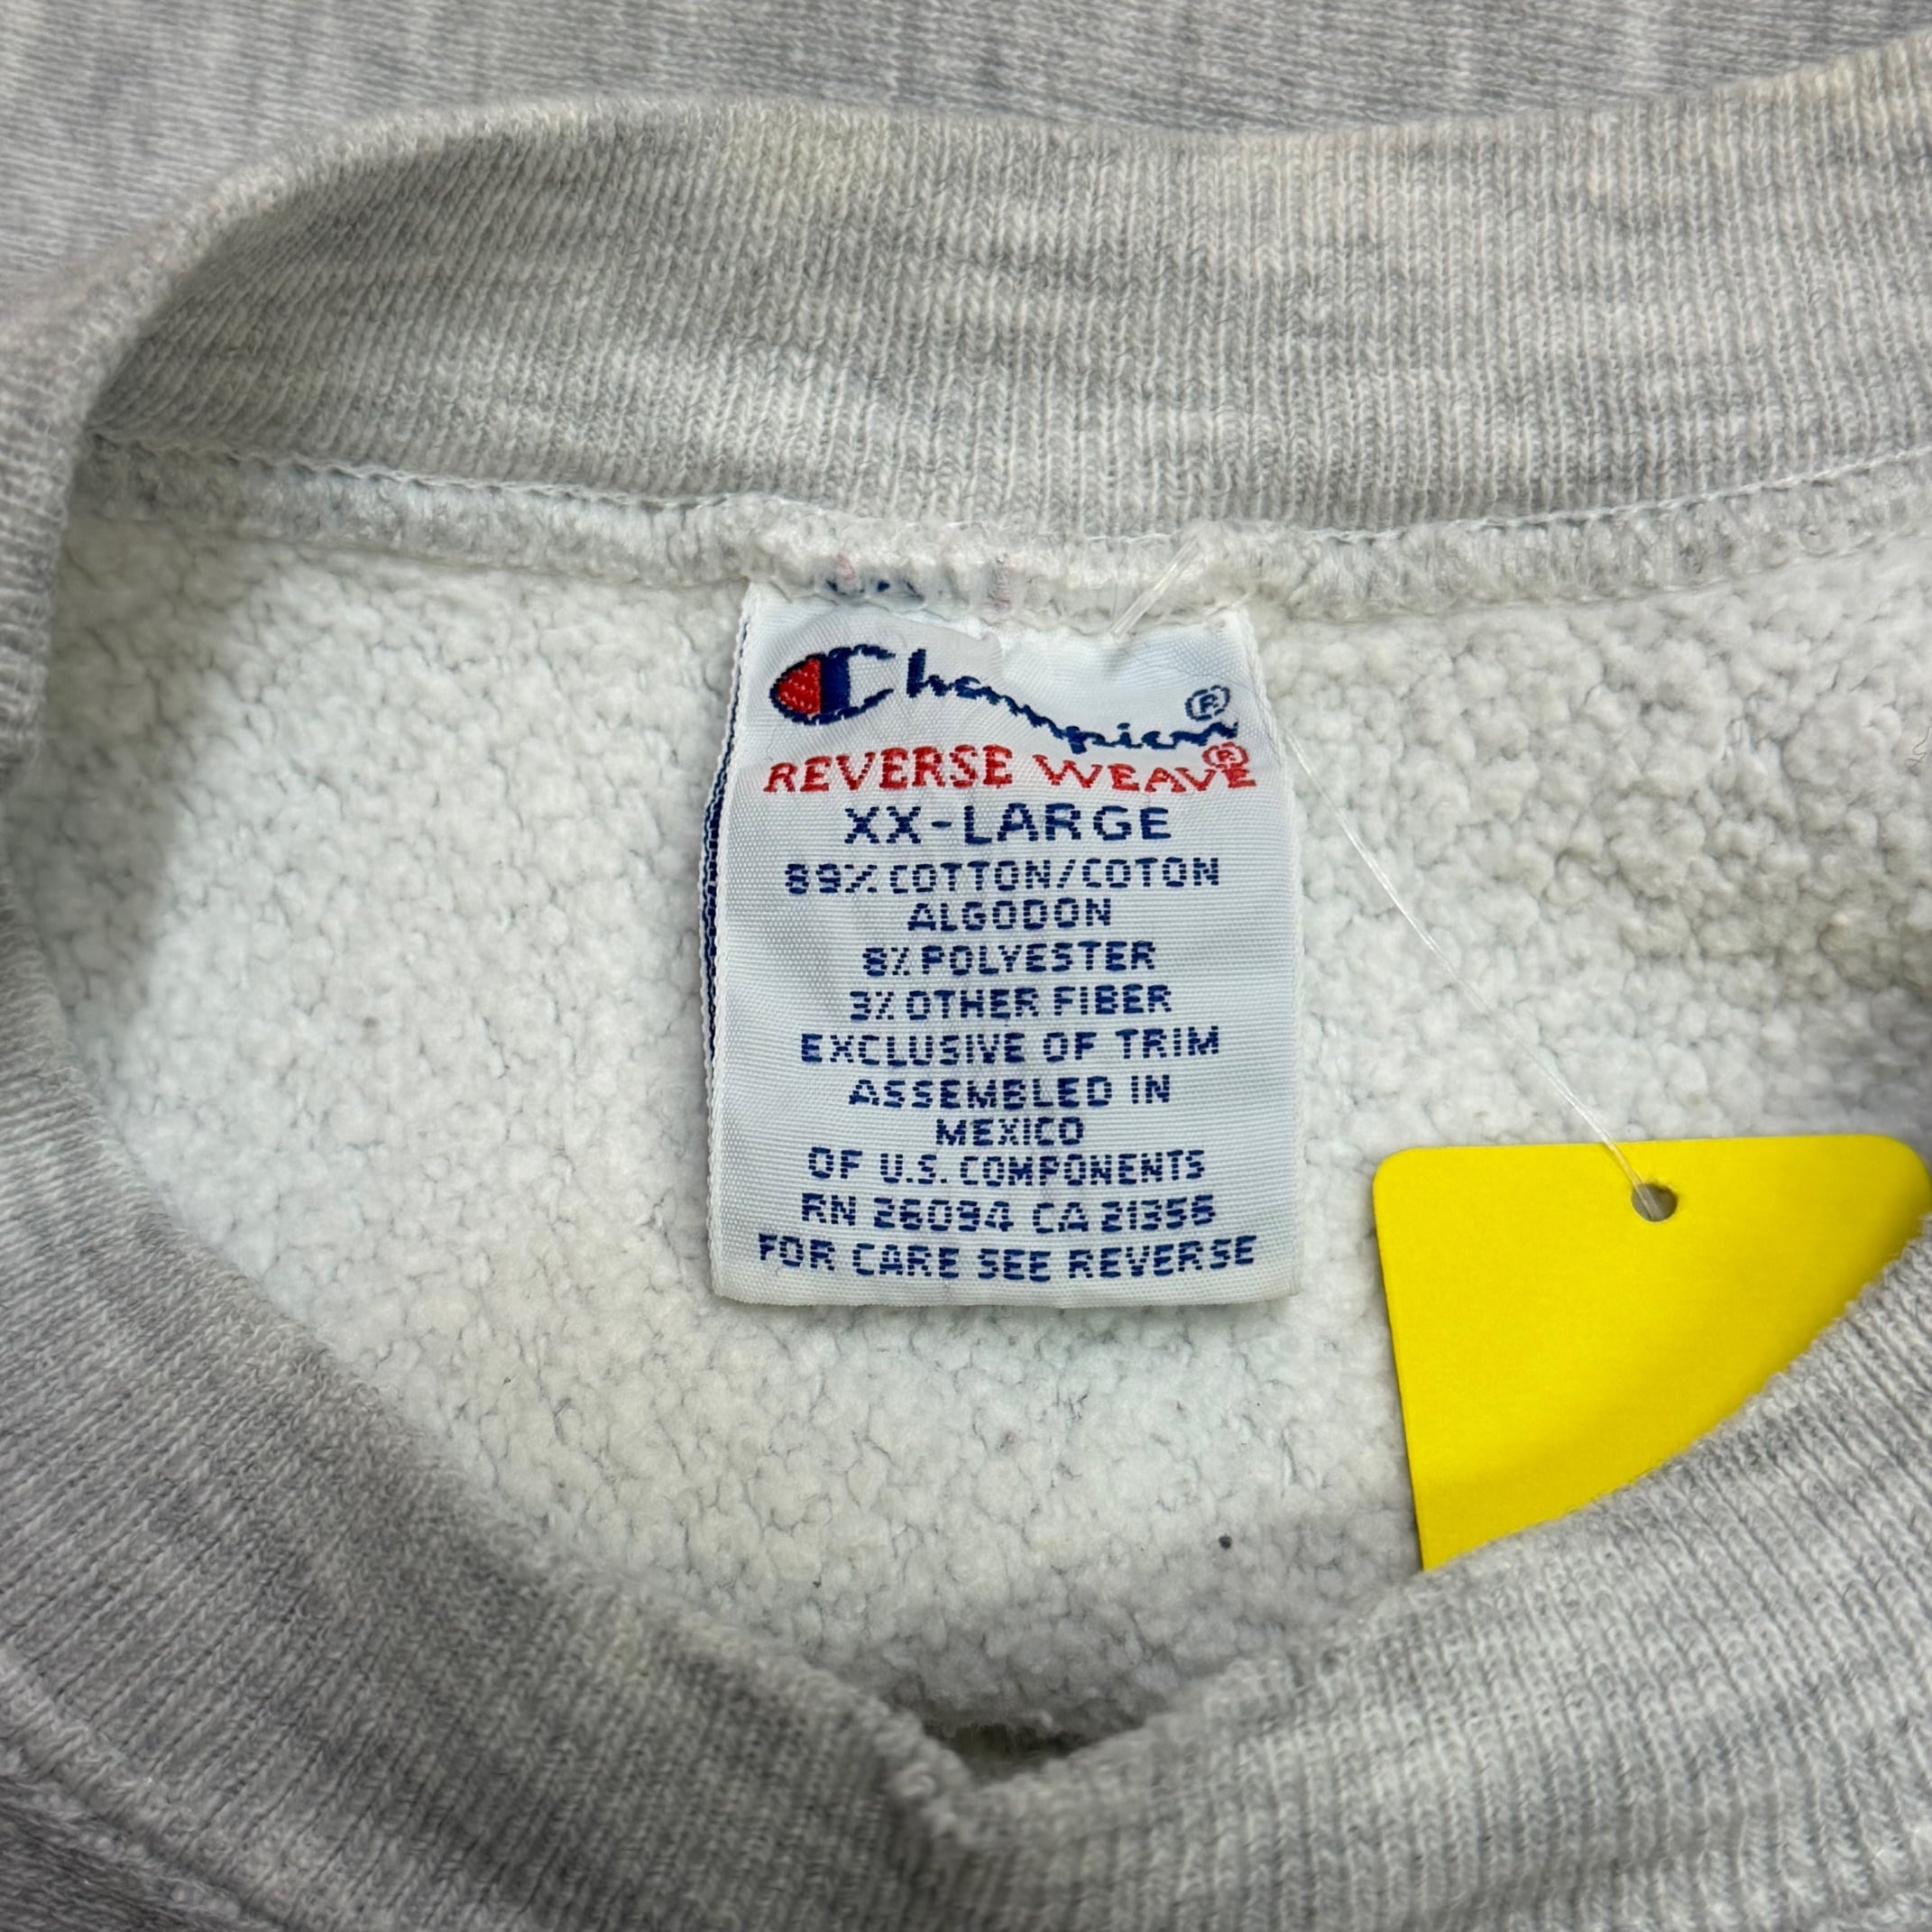 Champion®
REVERSE WEAVE®
XX-LARGE
89% COTTON/COTON
ALGODON
8% POLYESTER
3% OTHER FIBER
EXCLUSIVE OF TRIM
ASSEMBLED IN
MEXICO
OF U.S. COMPONENTS
RN 26094 CA 21356
FOR CARE SEE REVERSE